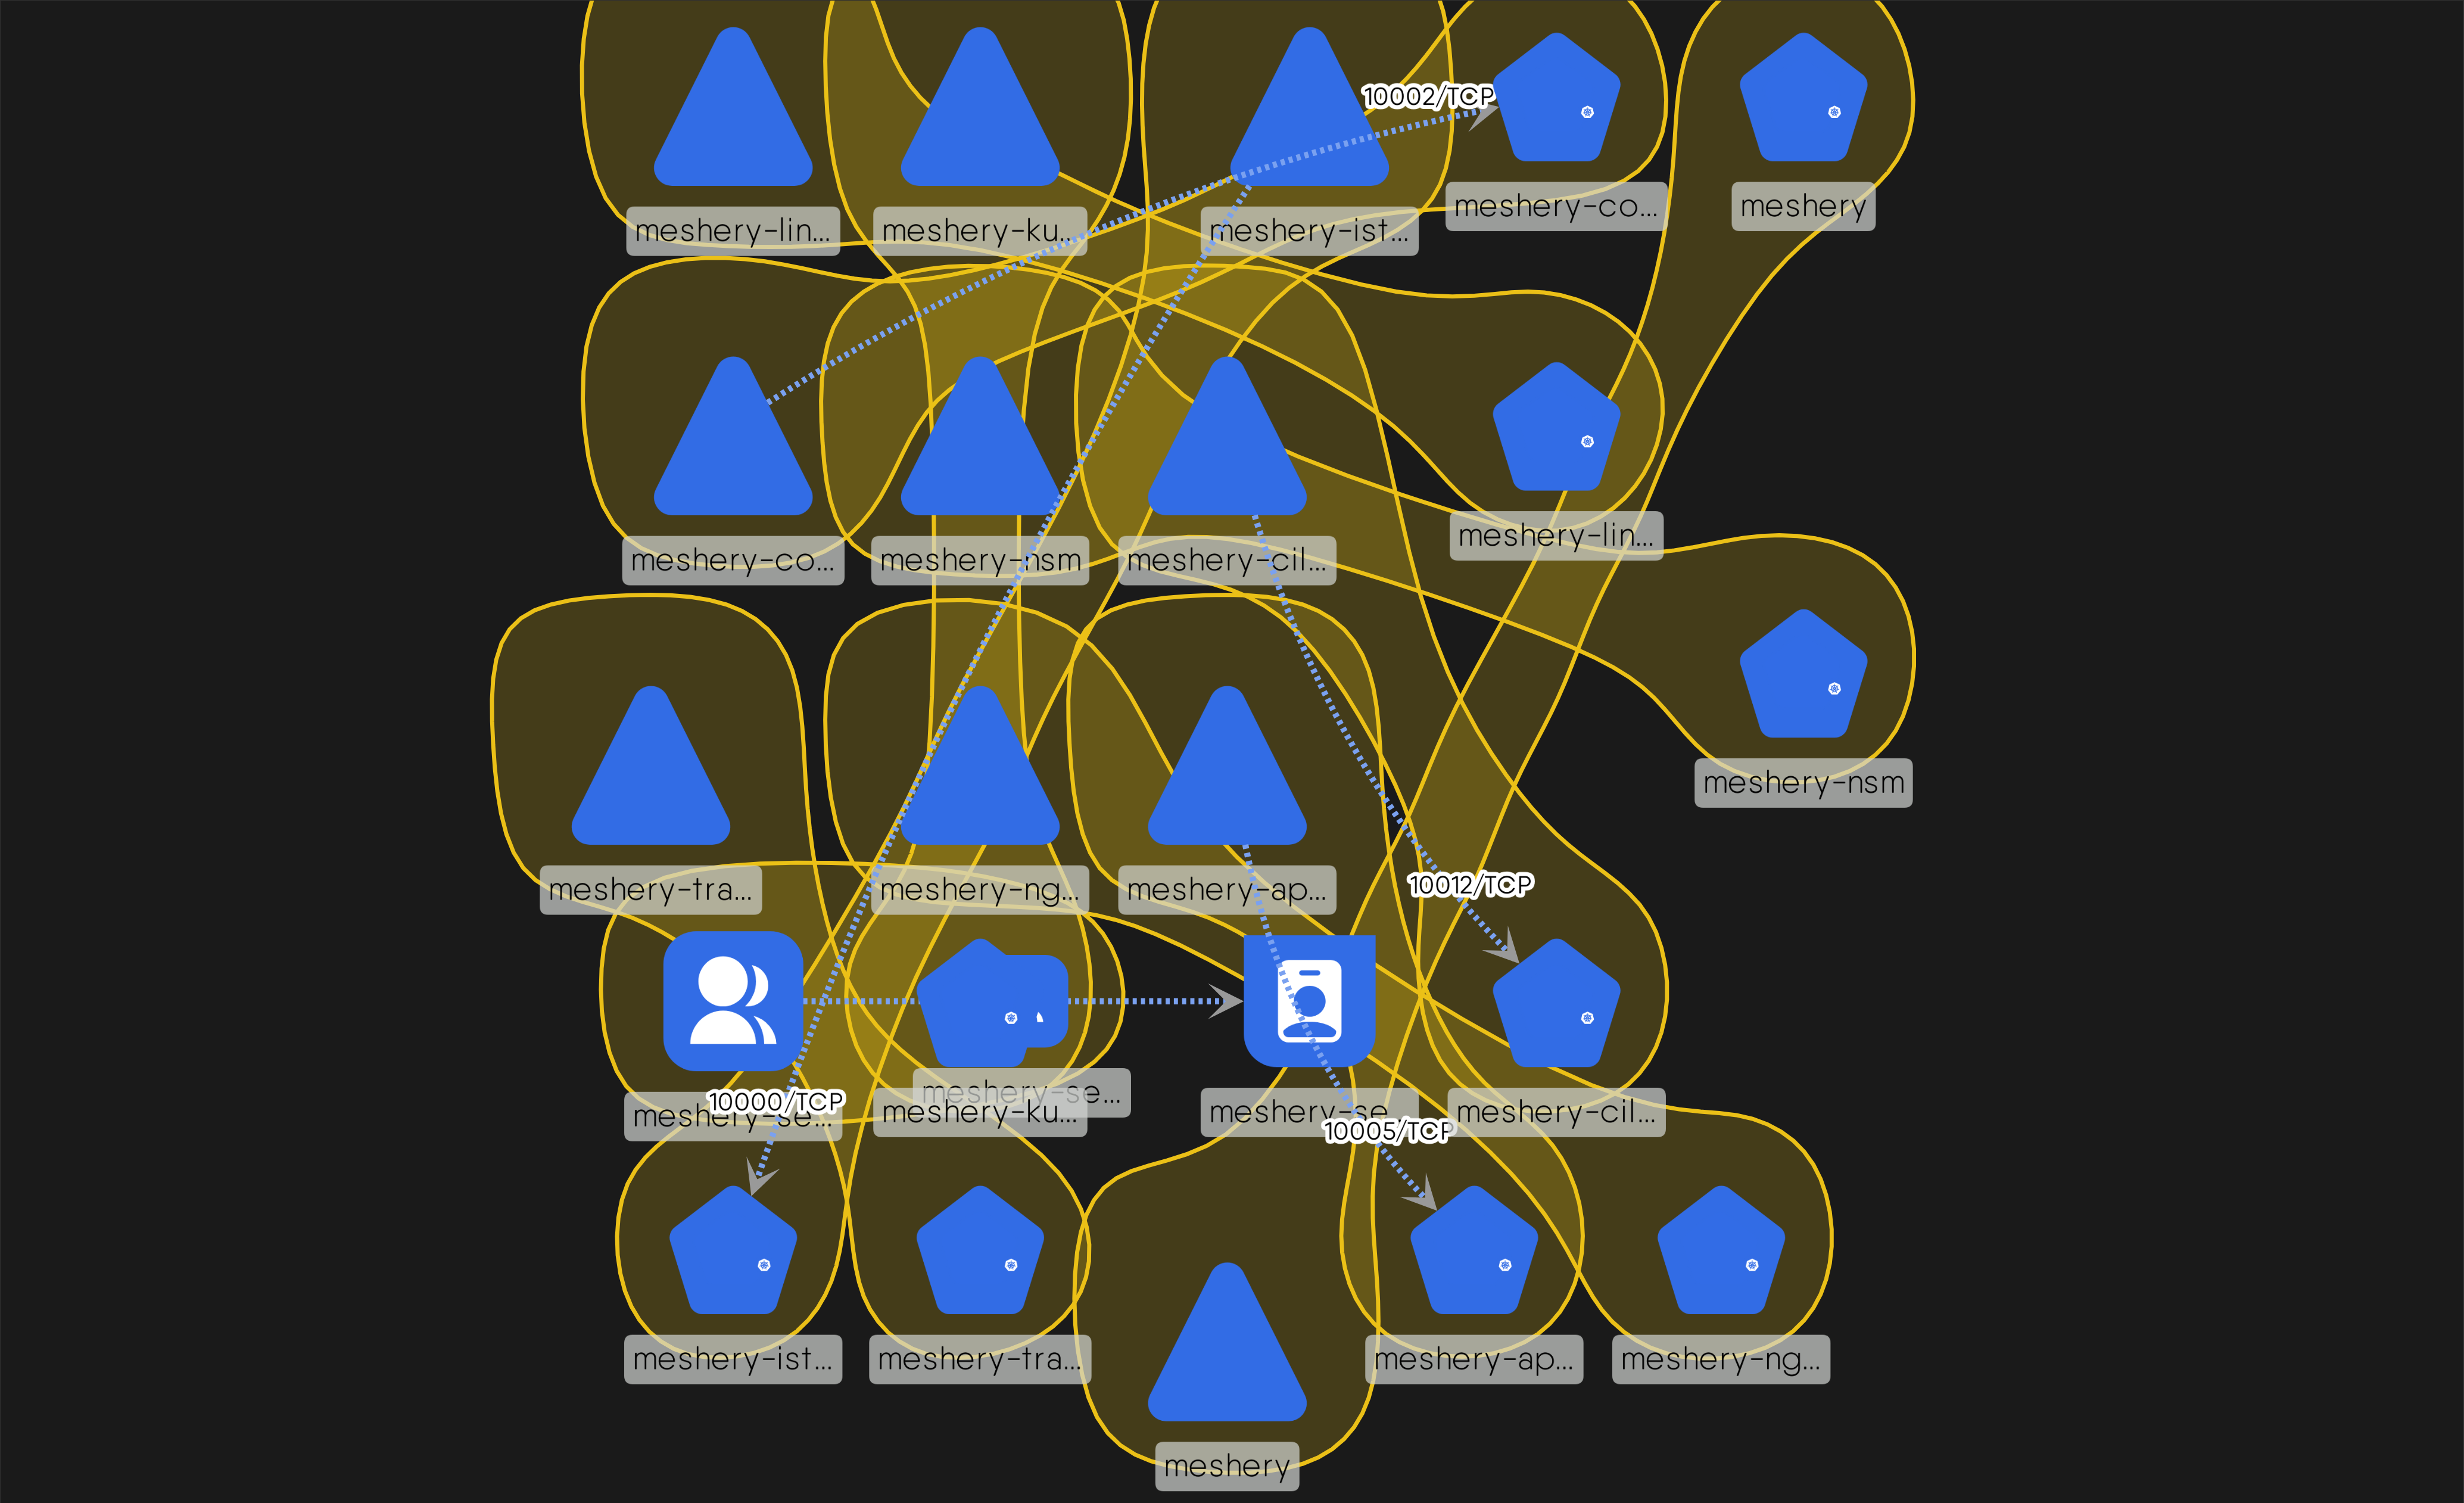 10002/TCP
meshery-lin...
meshery-ku...
meshery-ist...
meshery-co...
meshery
meshery-co...
meshery-nsm
meshery-cil...
meshery-lin...
meshery-nsm
meshery-tra...
meshery-ng...
meshery-ap...
10012/TCP
meshery-se...
10000/TCP
meshery-se...
meshery-ku...
meshery-se
meshery-cil...
10005/TCP
meshery-ist...
meshery-tra...
meshery-ap...
meshery-ng...
meshery